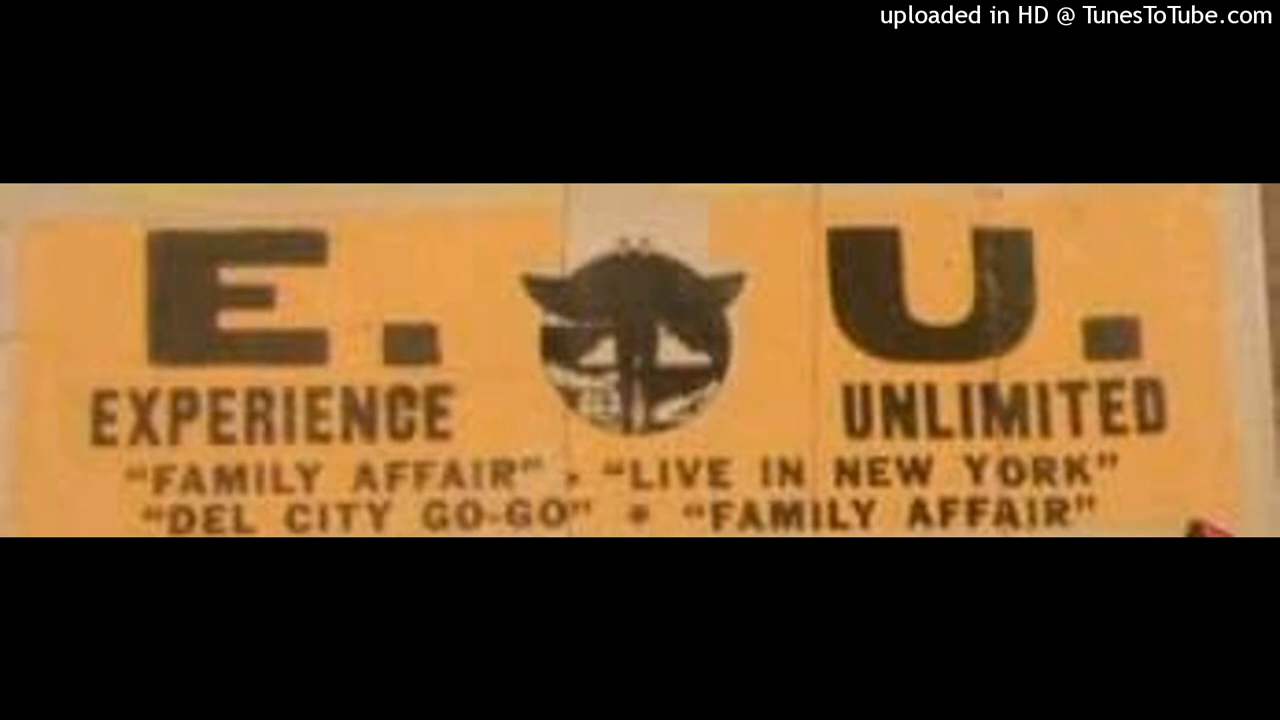 uploaded in HD @ TunesToTube.com
E. U.
EXPERIENCE UNLIMITED
"FAMILY AFFAIR" , "LIVE IN NEW YORK"
"DEL CITY GO-GO" • "FAMILY AFFAIR"